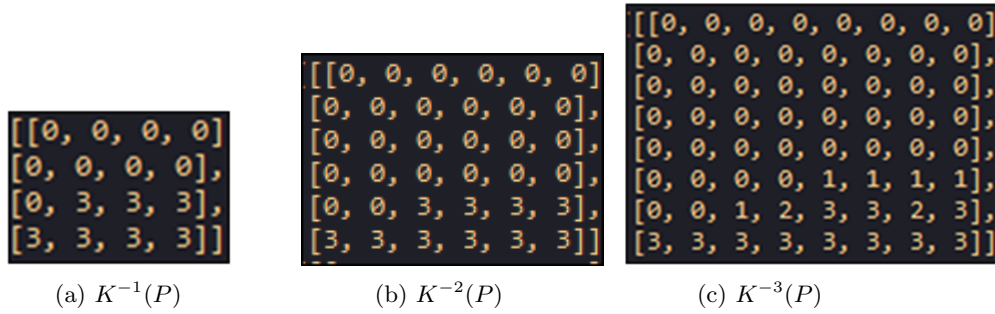 [[0, 0, 0, 0]
[0, 0, 0, 0],
[0, 3, 3, 3],
[3, 3, 3, 3]]
(a) K⁻¹(P)
[[0, 0, 0, 0, 0, 0]
[0, 0, 0, 0, 0, 0],
[0, 0, 0, 0, 0, 0],
[0, 0, 0, 0, 0, 0],
[0, 0, 3, 3, 3, 3],
[3, 3, 3, 3, 3, 3]]
(b) K⁻²(P)
[[0, 0, 0, 0, 0, 0, 0, 0]
[0, 0, 0, 0, 0, 0, 0, 0],
[0, 0, 0, 0, 0, 0, 0, 0],
[0, 0, 0, 0, 0, 0, 0, 0],
[0, 0, 0, 0, 0, 0, 0, 0],
[0, 0, 0, 0, 1, 1, 1, 1],
[0, 0, 1, 2, 3, 3, 2, 3],
[3, 3, 3, 3, 3, 3, 3, 3]]
(c) K⁻³(P)